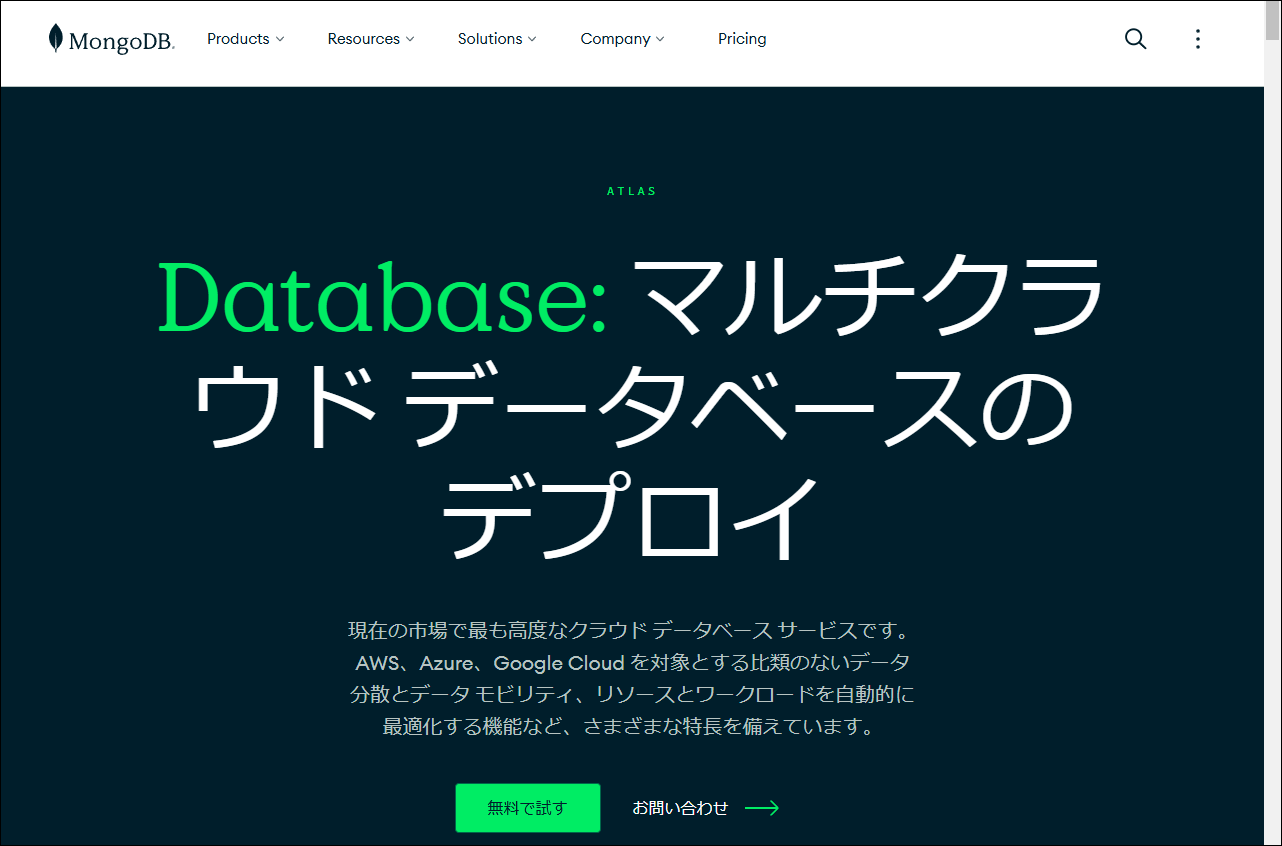 MongoDB. Products Resources Solutions Company Pricing
ATLAS
Database: マルチクラ
ウド データベースの
デプロイ
現在の市場で最も高度なクラウド データベース サービスです。
AWS、Azure、Google Cloud を対象とする比類のないデータ
分散とデータ モビリティ、リソースとワークロードを自動的に
最適化する機能など、さまざまな特長を備えています。
無料で試す お問い合わせ